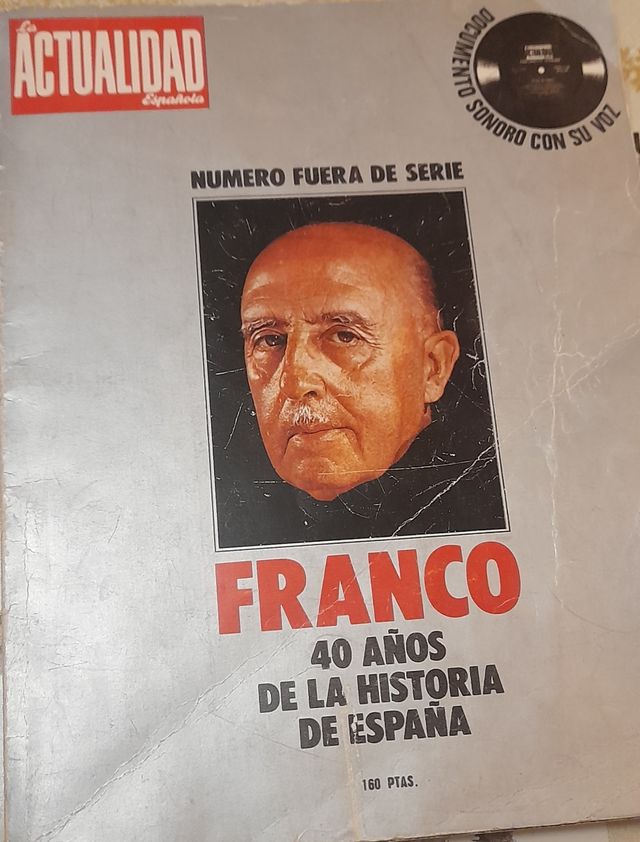 La
ACTUALIDAD
Española
DOCUMENTO SONORO CON SU VOZ
NUMERO FUERA DE SERIE
FRANCO
40 AÑOS
DE LA HISTORIA
DE ESPAÑA
160 PTAS.